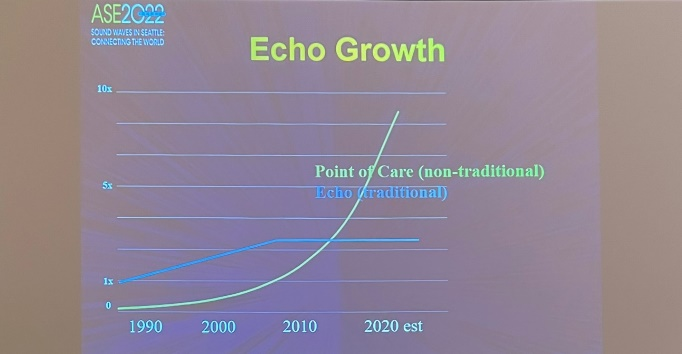 ASE2022
SOUND WAVES IN SEATTLE:
CONNECTING THE WORLD
Echo Growth
10x
Point of Care (non-traditional)
5x
Echo (traditional)
1x
0
1990 2000 2010 2020 est